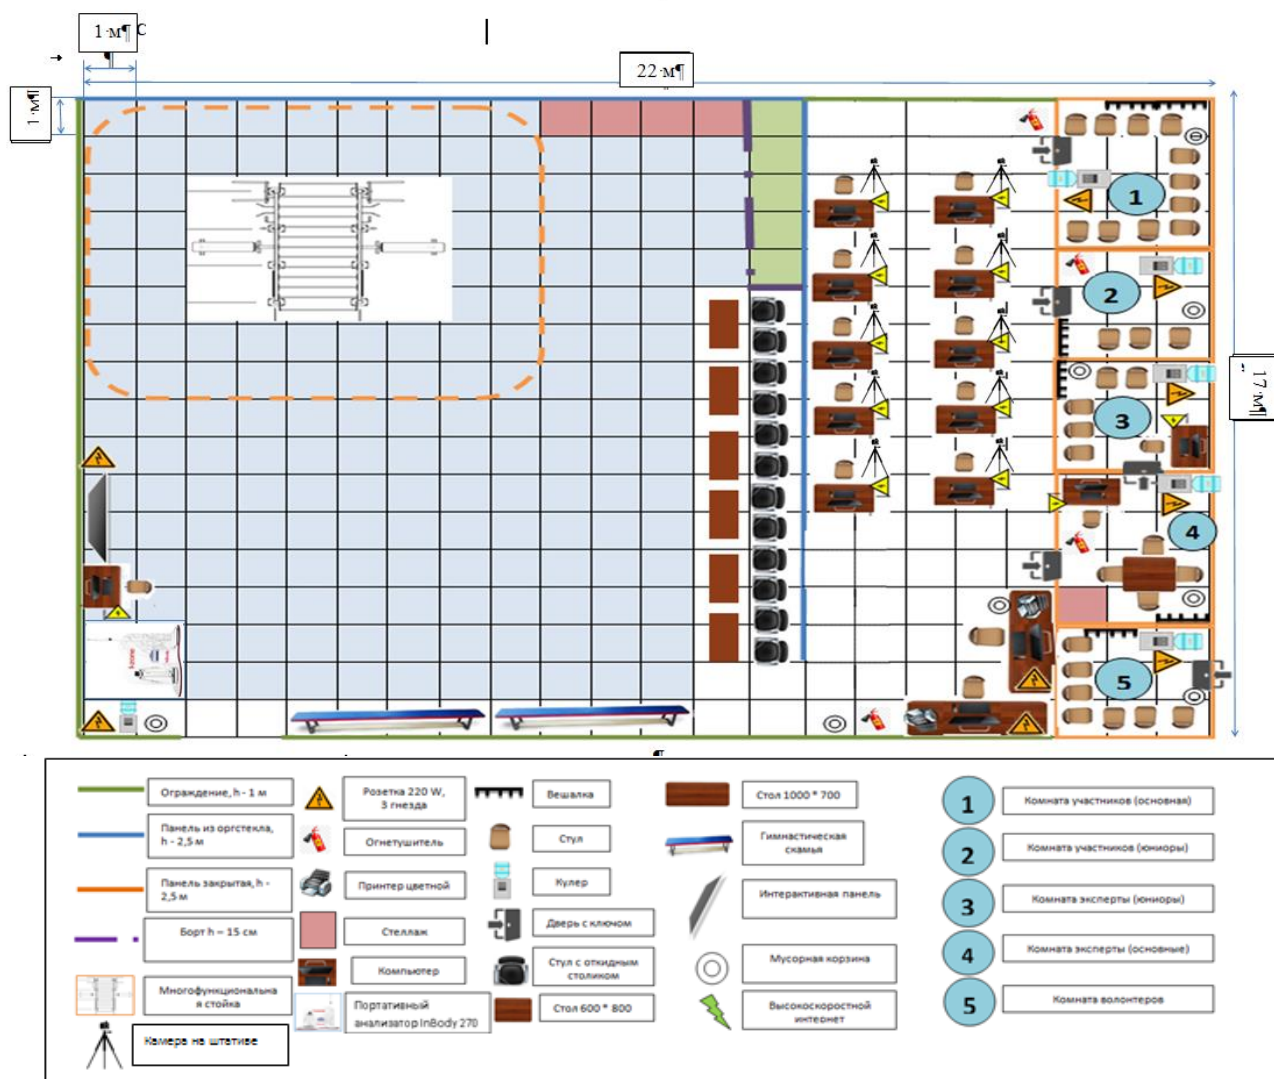 1·м¶ С
¶
22·м¶
1·м¶
17·м¶
1
2
3
4
5
¶
Ограждение, h - 1 м
Панель из оргстекла,
h - 2,5 м
Панель закрытая, h -
2,5 м
Борт h – 15 см
Многофункциональна
я стойка
Камера на штативе
Розетка 220 W,
3 гнезда
Огнетушитель
Принтер цветной
Стеллаж
Компьютер
Портативный
анализатор InBody 270
Вешалка
Стул
Кулер
Дверь с ключом
Стул с откидным
столиком
Стол 600 * 800
Стол 1000 * 700
Гимнастическая
скамья
Интерактивная панель
Мусорная корзина
Высокоскоростной
интернет
1
Комната участников (основная)
2
Комната участников (юниоры)
3
Комната эксперты (юниоры)
4
Комната эксперты (основные)
5
Комната волонтеров